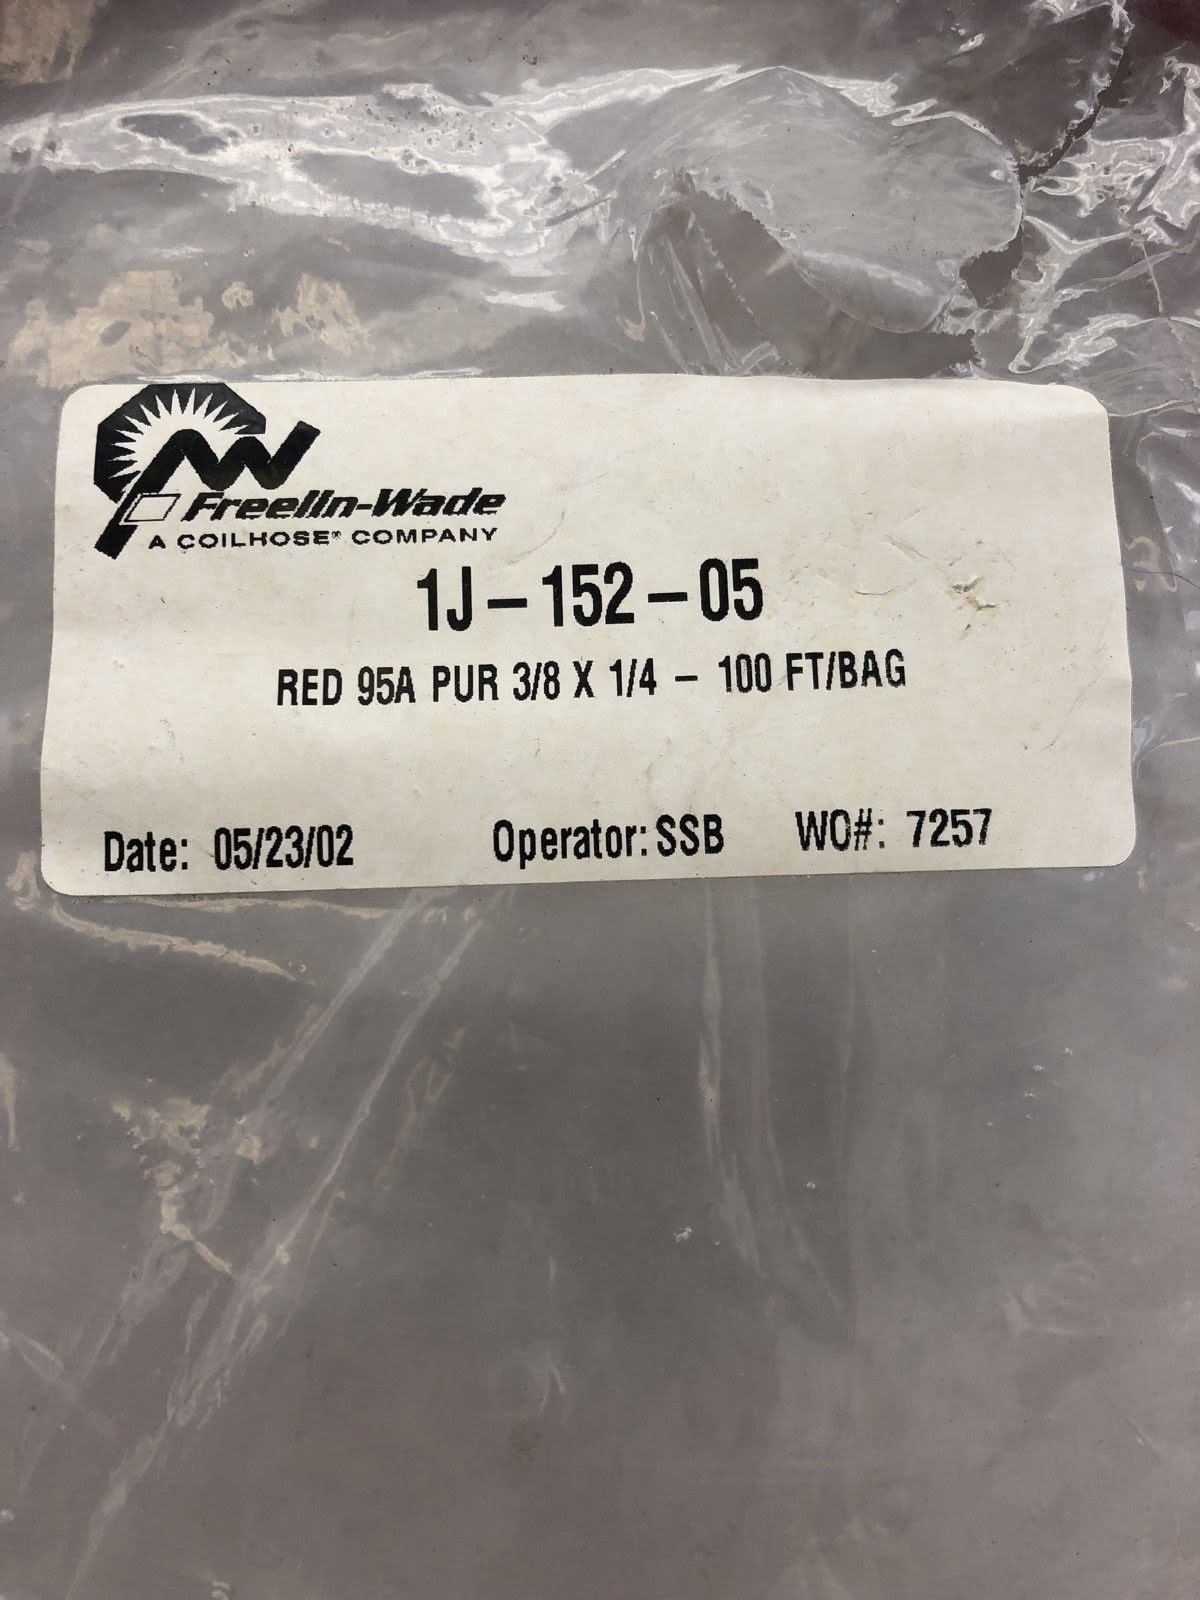 Freelin-Wade
A COILHOSE® COMPANY
1J-152-05
RED 95A PUR 3/8 X 1/4 - 100 FT/BAG
Date: 05/23/02 Operator: SSB WO#: 7257